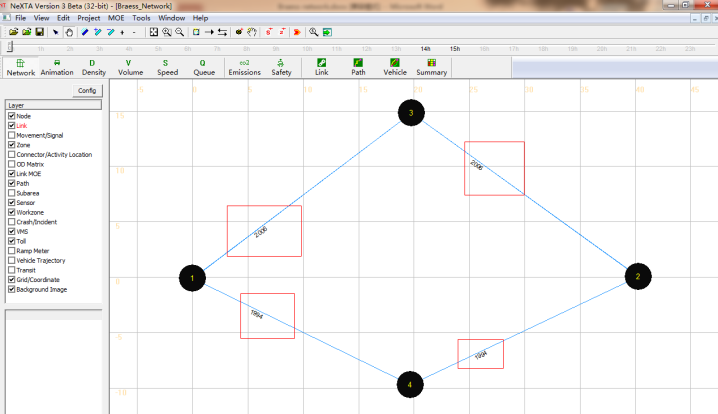 NeXTA Version 3 Beta (32-bit) - [Braess_Network]
File View Edit Project MOE Tools Window Help
1h 2h 3h 4h 5h 6h 7h 8h 9h 10h 11h 12h 13h 14h 15h 16h 17h 18h 19h 20h 21h 22h 23h
D V S Q eco2
Network Animation Density Volume Speed Queue Emissions Safety Link Path Vehicle Summary
Config
Layer
Node
Link
Movement/Signal
Zone
Connector/Activity Location
OD Matrix
Link MOE
Path
Subarea
Sensor
Workzone
Crash/Incident
VMS
Toll
Ramp Meter
Vehicle Trajectory
Transit
Grid/Coordinate
Background Image
-5 0 5 10 15 20 25 30 35 40 45
15
3
10
2006
5
2006
0
1
2
1994
-5
1994
4
-10